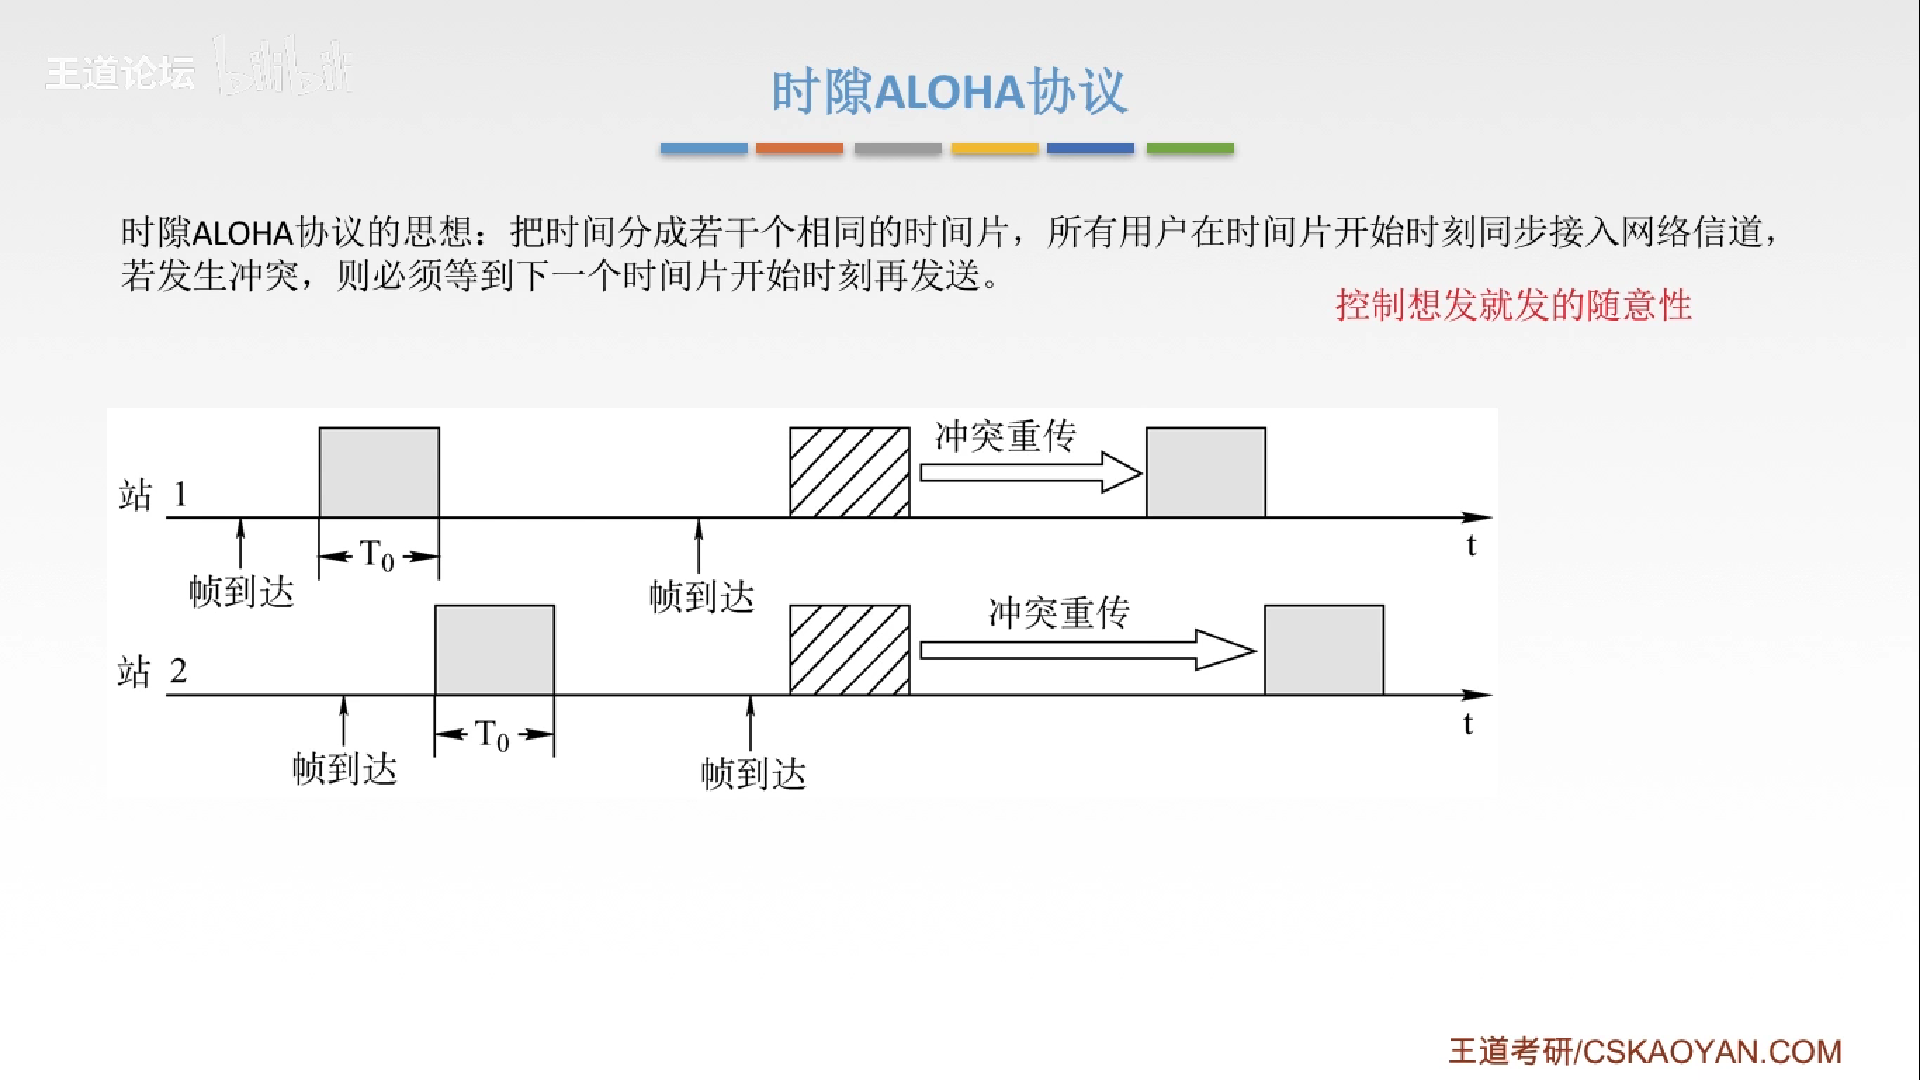 王道论坛 bilibili
时隙ALOHA协议
时隙ALOHA协议的思想：把时间分成若干个相同的时间片，所有用户在时间片开始时刻同步接入网络信道，
若发生冲突，则必须等到下一个时间片开始时刻再发送。
控制想发就发的随意性
冲突重传
站 1
T0
t
帧到达
帧到达
冲突重传
站 2
T0
t
帧到达
帧到达
王道考研/CSKAOYAN.COM